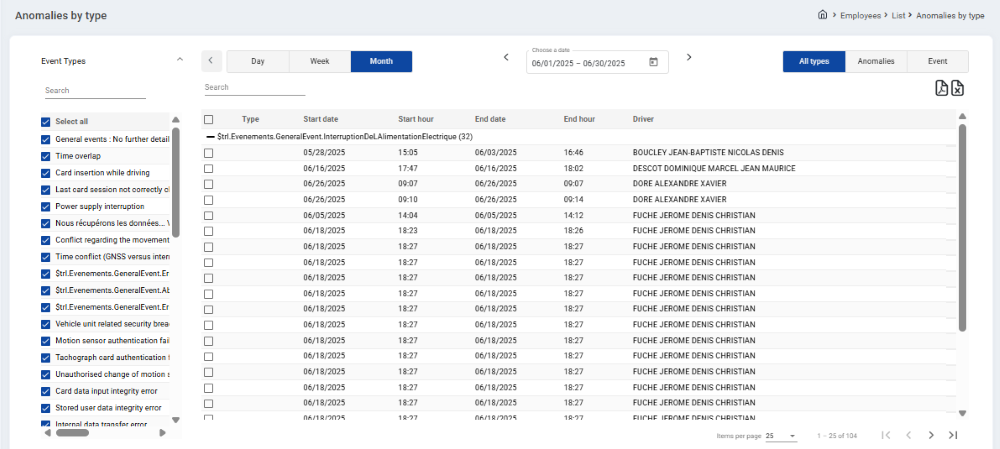 Anomalies by type
Employees > List > Anomalies by type
Event Types
Search
Select all
General events : No further detail
Time overlap
Card insertion while driving
Last card session not correctly
Power supply interruption
Nous récupérons les données...
Conflict regarding the movement
Time conflict (GNSS versus inter
$trl.Evenements.GeneralEvent.Er
$trl.Evenements.GeneralEvent.Ab
$trl.Evenements.GeneralEvent.Er
Vehicle unit related security brea
Motion sensor authentication fai
Tachograph card authentication
Unauthorised change of motion s
Card data input integrity error
Stored user data integrity error
Internal data transfer error
Day Week Month
Choose a date
06/01/2025 – 06/30/2025
All types Anomalies Event
Search
Type Start date Start hour End date End hour Driver
$trl.Evenements.GeneralEvent.InterruptionDeLAlimentationElectrique (32)
05/28/2025 15:05 06/03/2025 16:46 BOUCLEY JEAN-BAPTISTE NICOLAS DENIS
06/16/2025 17:47 06/16/2025 18:02 DESCOT DOMINIQUE MARCEL JEAN MAURICE
06/26/2025 09:07 06/26/2025 09:07 DORE ALEXANDRE XAVIER
06/26/2025 09:10 06/26/2025 09:14 DORE ALEXANDRE XAVIER
06/05/2025 14:04 06/05/2025 14:12 FUCHE JEROME DENIS CHRISTIAN
06/18/2025 18:23 06/18/2025 18:26 FUCHE JEROME DENIS CHRISTIAN
06/18/2025 18:27 06/18/2025 18:27 FUCHE JEROME DENIS CHRISTIAN
06/18/2025 18:27 06/18/2025 18:27 FUCHE JEROME DENIS CHRISTIAN
06/18/2025 18:27 06/18/2025 18:27 FUCHE JEROME DENIS CHRISTIAN
06/18/2025 18:27 06/18/2025 18:27 FUCHE JEROME DENIS CHRISTIAN
06/18/2025 18:27 06/18/2025 18:27 FUCHE JEROME DENIS CHRISTIAN
06/18/2025 18:27 06/18/2025 18:27 FUCHE JEROME DENIS CHRISTIAN
06/18/2025 18:27 06/18/2025 18:27 FUCHE JEROME DENIS CHRISTIAN
06/18/2025 18:27 06/18/2025 18:27 FUCHE JEROME DENIS CHRISTIAN
06/18/2025 18:27 06/18/2025 18:27 FUCHE JEROME DENIS CHRISTIAN
06/18/2025 18:27 06/18/2025 18:27 FUCHE JEROME DENIS CHRISTIAN
06/18/2025 18:27 06/18/2025 18:27 FUCHE JEROME DENIS CHRISTIAN
06/18/2025 18:27 06/18/2025 18:27 FUCHE JEROME DENIS CHRISTIAN
Items per page 25 1 – 25 of 104